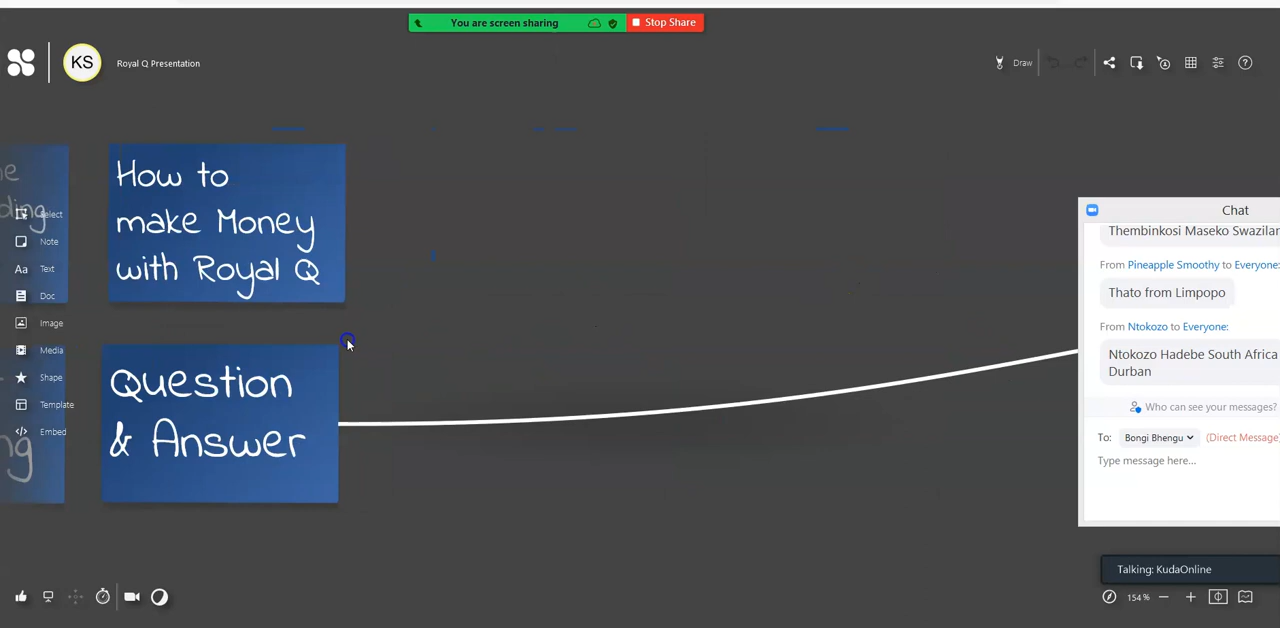 You are screen sharing
Stop Share
KS
Royal Q Presentation
Draw
How to
make Money
with Royal Q
Question
& Answer
Select
Note
Aa Text
Doc
Image
Media
Shape
Template
</> Embed
Chat
Thembinkosi Maseko Swazilan
From Pineapple Smoothy to Everyone:
Thato from Limpopo
From Ntokozo to Everyone:
Ntokozo Hadebe South Africa
Durban
Who can see your messages?
To: Bongi Bhengu (Direct Message)
Type message here...
Talking: KudaOnline
154 %